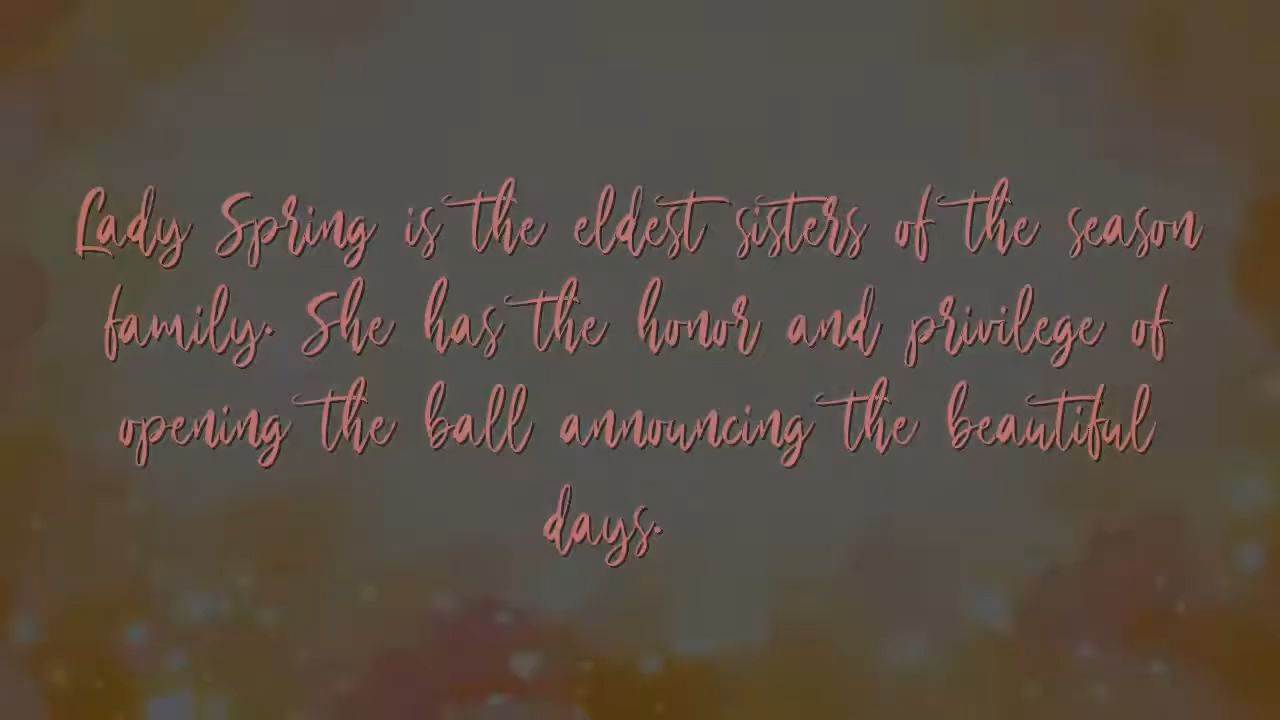 Lady Spring is the eldest sisters of the season
family. She has the honor and privilege of
opening the ball announcing the beautiful
days.